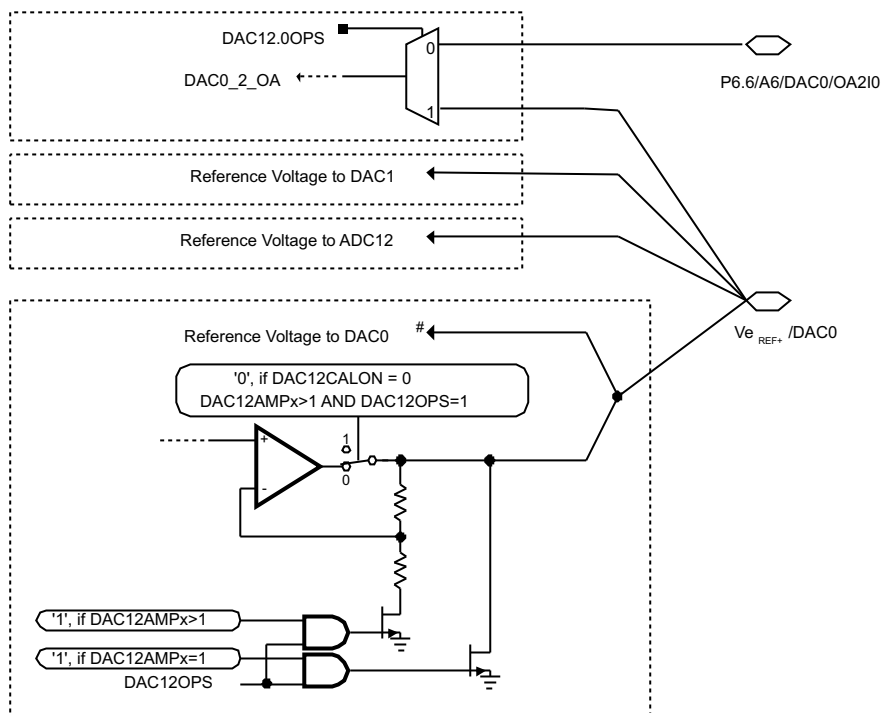 DAC12.0OPS
0
DAC0_2_OA
P6.6/A6/DAC0/OA2I0
1
Reference Voltage to DAC1
Reference Voltage to ADC12
Ve REF+ /DAC0
Reference Voltage to DAC0 #
'0', if DAC12CALON = 0
DAC12AMPx>1 AND DAC12OPS=1
+
1
0
-
'1', if DAC12AMPx>1
'1', if DAC12AMPx=1
DAC12OPS